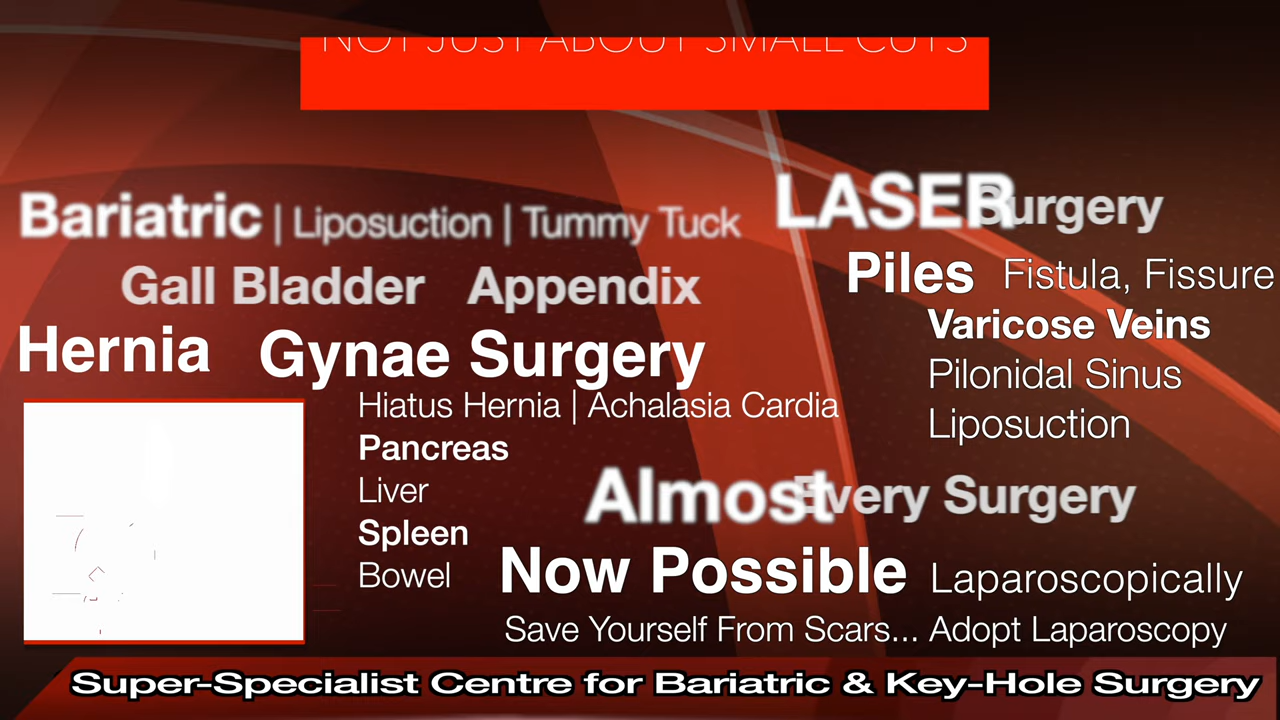 NOT JUST ABOUT SMALL CUTS
Bariatric | Liposuction | Tummy Tuck
Gall Bladder Appendix
Hernia Gynae Surgery
Hiatus Hernia | Achalasia Cardia
Pancreas
Liver
Spleen
Bowel
LASER Surgery
Piles Fistula, Fissure
Varicose Veins
Pilonidal Sinus
Liposuction
Almost Every Surgery
Now Possible Laparoscopically
Save Yourself From Scars... Adopt Laparoscopy
Super-Specialist Centre for Bariatric & Key-Hole Surgery